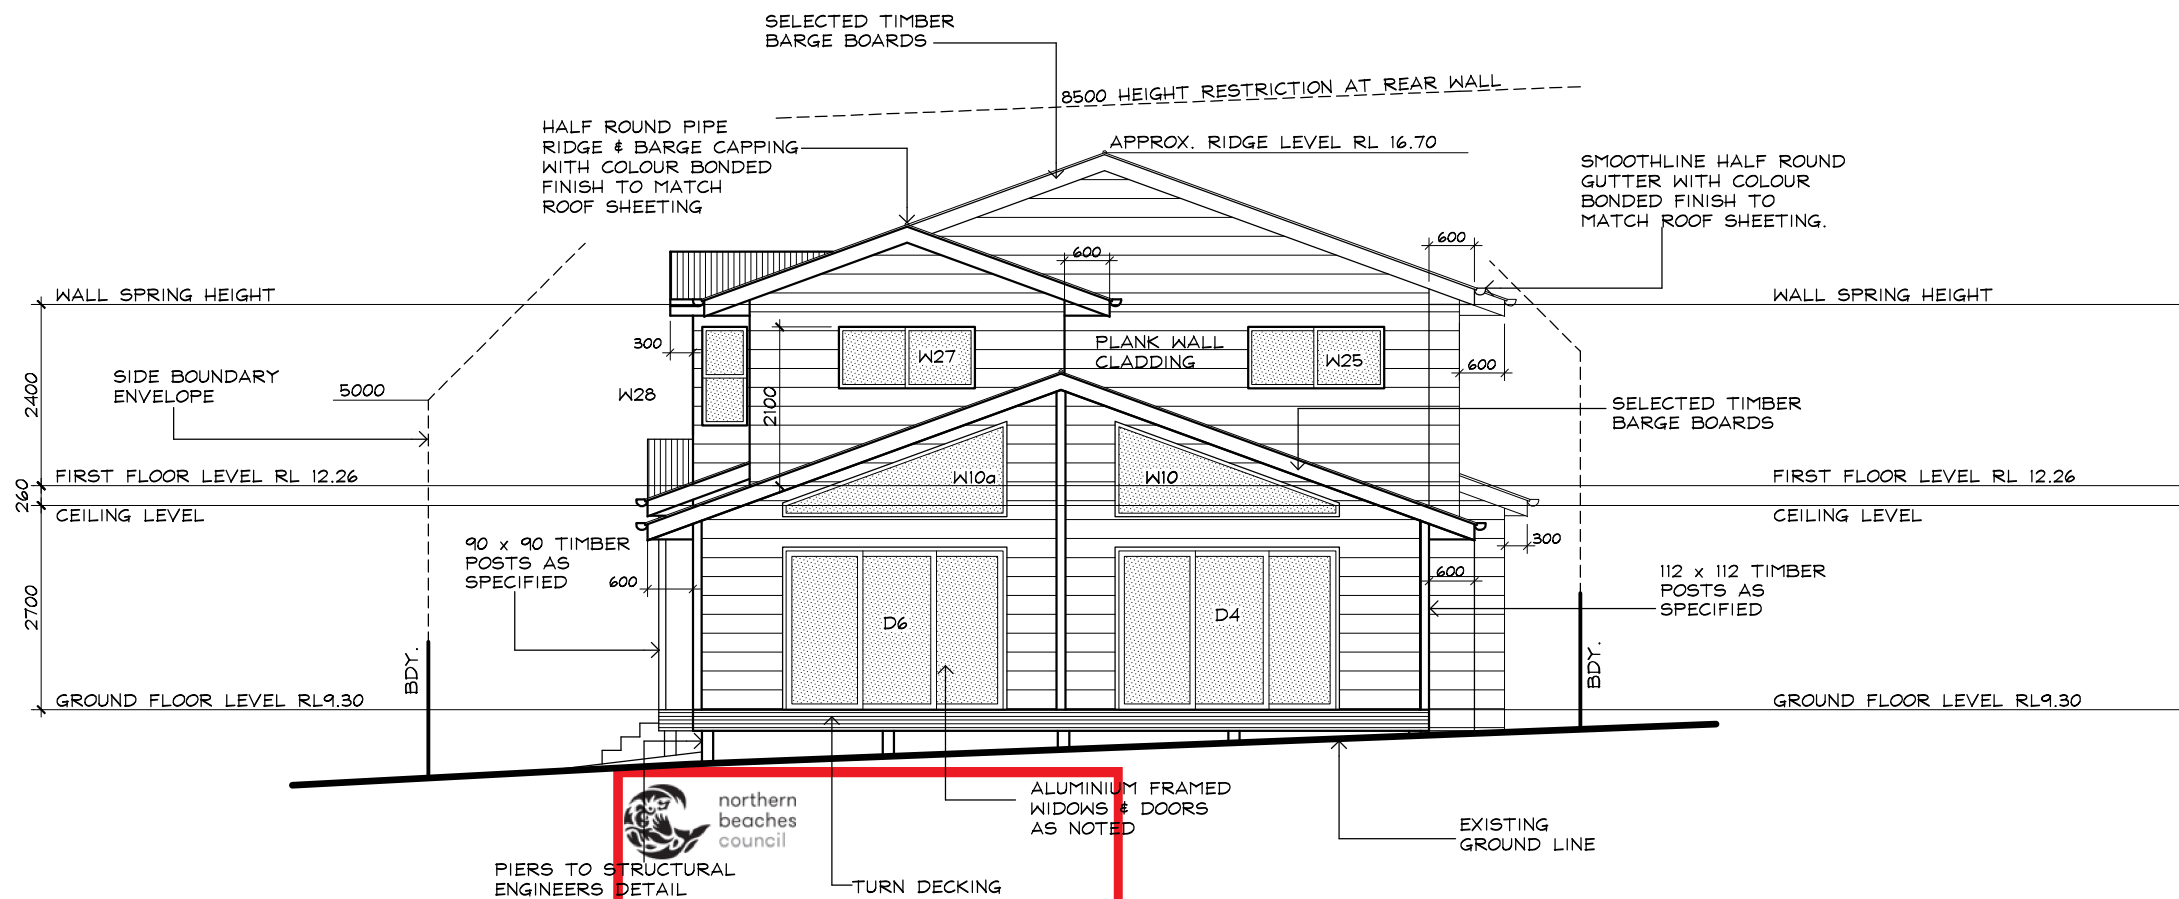 SELECTED TIMBER
BARGE BOARDS
8500 HEIGHT RESTRICTION AT REAR WALL
HALF ROUND PIPE
RIDGE & BARGE CAPPING
WITH COLOUR BONDED
FINISH TO MATCH
ROOF SHEETING
APPROX. RIDGE LEVEL RL 16.70
SMOOTHLINE HALF ROUND
GUTTER WITH COLOUR
BONDED FINISH TO
MATCH ROOF SHEETING.
600
600
WALL SPRING HEIGHT
WALL SPRING HEIGHT
300
W27
PLANK WALL
CLADDING
W25
600
SIDE BOUNDARY
ENVELOPE
5000
W28
2400
2100
SELECTED TIMBER
BARGE BOARDS
FIRST FLOOR LEVEL RL 12.26
W10a
W10
FIRST FLOOR LEVEL RL 12.26
260
CEILING LEVEL
CEILING LEVEL
90 x 90 TIMBER
POSTS AS
SPECIFIED
300
600
600
112 x 112 TIMBER
POSTS AS
SPECIFIED
2700
D6
D4
BDY.
BDY.
GROUND FLOOR LEVEL RL9.30
GROUND FLOOR LEVEL RL9.30
northern
beaches
council
ALUMINIUM FRAMED
WIDOWS & DOORS
AS NOTED
EXISTING
GROUND LINE
PIERS TO STRUCTURAL
ENGINEERS DETAIL
TURN DECKING